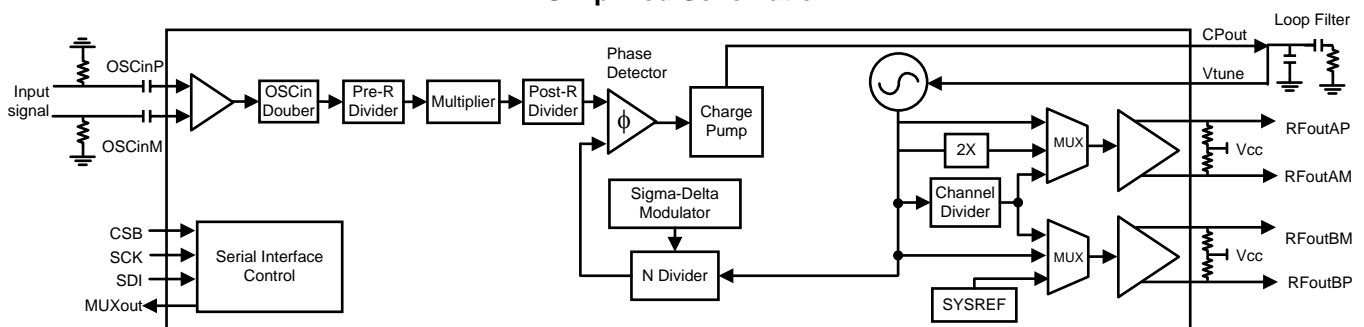 Loop Filter
CPout
Vtune
OSCinP
Input
signal
OSCinM
OSCin
Douber
Pre-R
Divider
Multiplier
Post-R
Divider
Phase
Detector
ϕ
Charge
Pump
MUX
2X
Channel
Divider
Sigma-Delta
Modulator
N Divider
MUX
SYSREF
RFoutAP
Vcc
RFoutAM
RFoutBM
Vcc
RFoutBP
CSB
SCK
SDI
MUXout
Serial Interface
Control